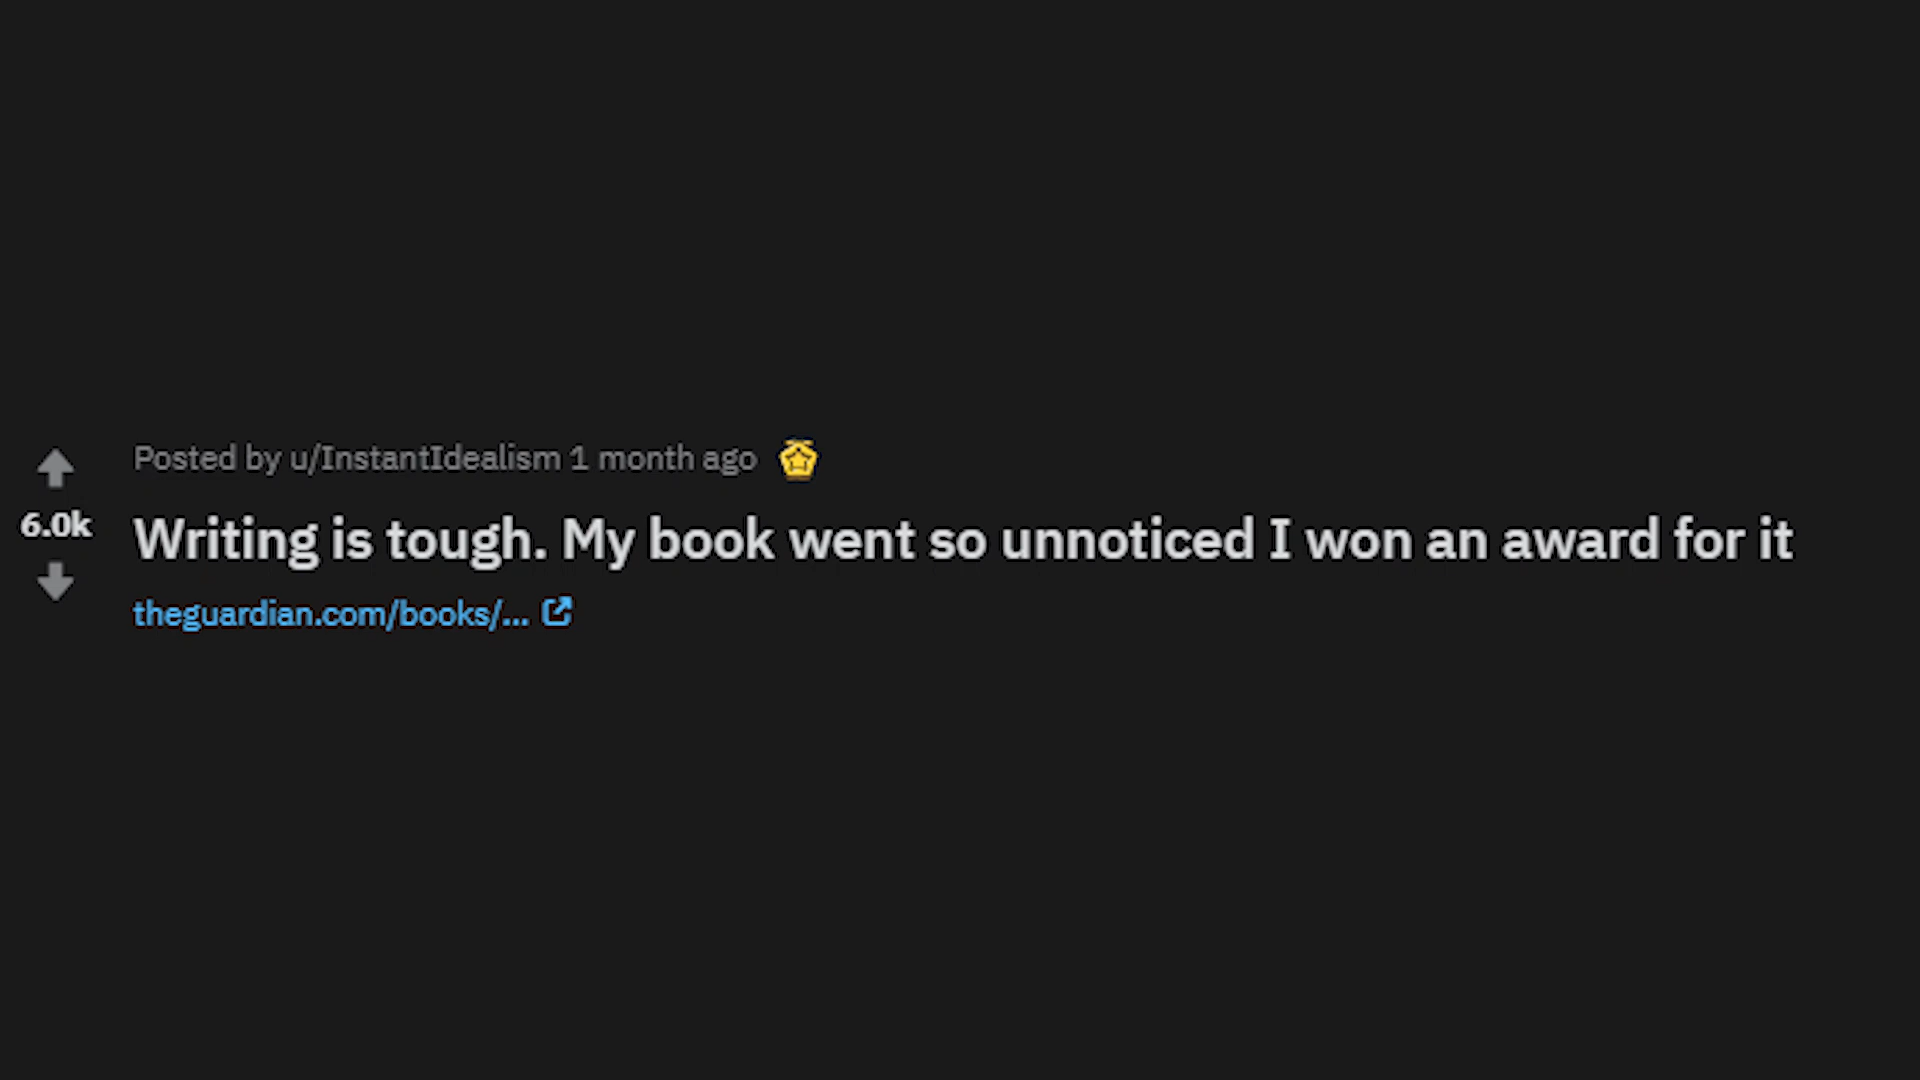 Posted by u/InstantIdealism 1 month ago
6.0k
Writing is tough. My book went so unnoticed I won an award for it
theguardian.com/books/...